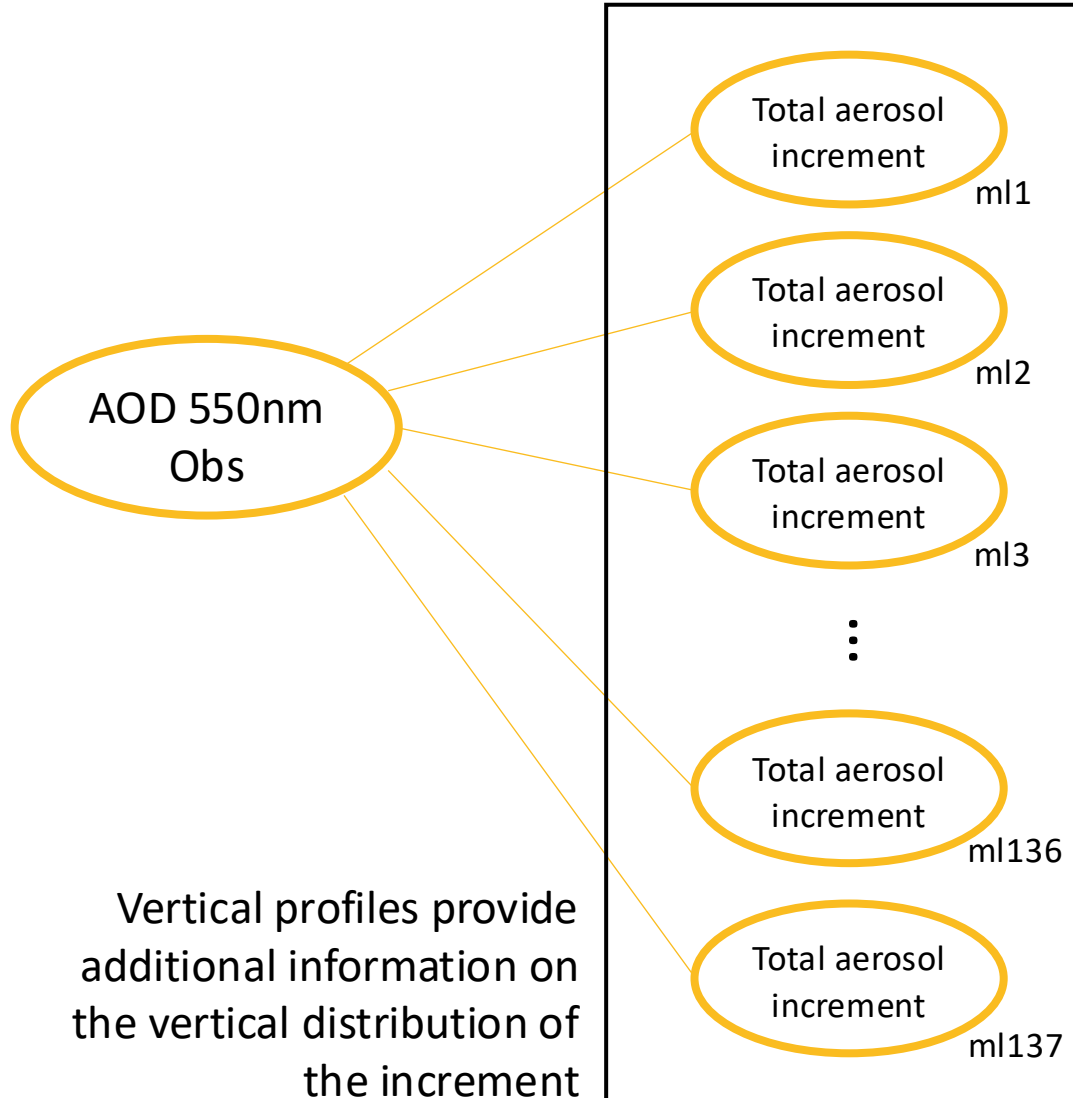 AOD 550nm
Obs
Total aerosol
increment
ml1
Total aerosol
increment
ml2
Total aerosol
increment
ml3
⋮
Total aerosol
increment
ml136
Total aerosol
increment
ml137
Vertical profiles provide
additional information on
the vertical distribution of
the increment